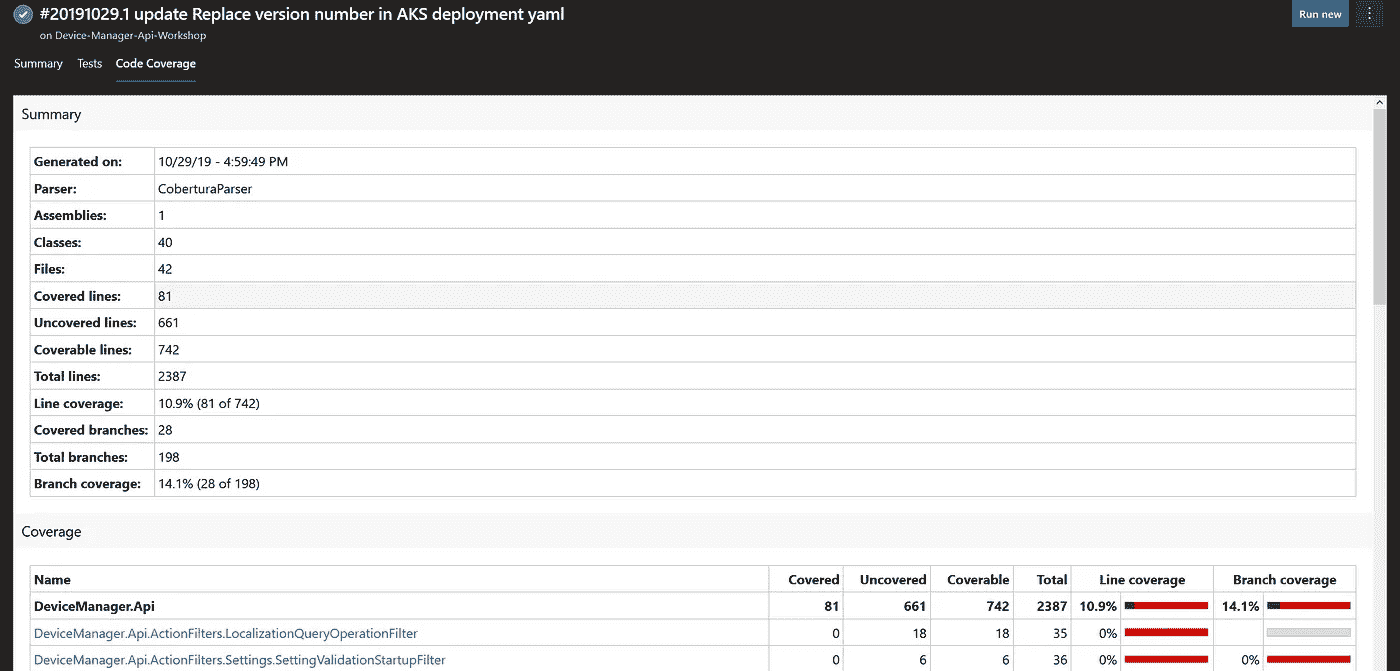 #20191029.1 update Replace version number in AKS deployment yaml
Run new
on Device-Manager-Api-Workshop
Summary Tests Code Coverage
Summary
Generated on: 10/29/19 - 4:59:49 PM
Parser: CoberturaParser
Assemblies: 1
Classes: 40
Files: 42
Covered lines: 81
Uncovered lines: 661
Coverable lines: 742
Total lines: 2387
Line coverage: 10.9% (81 of 742)
Covered branches: 28
Total branches: 198
Branch coverage: 14.1% (28 of 198)
Coverage
Name Covered Uncovered Coverable Total Line coverage Branch coverage
DeviceManager.Api 81 661 742 2387 10.9% 14.1%
DeviceManager.Api.ActionFilters.LocalizationQueryOperationFilter 0 18 18 35 0%
DeviceManager.Api.ActionFilters.Settings.SettingValidationStartupFilter 0 6 6 36 0% 0%